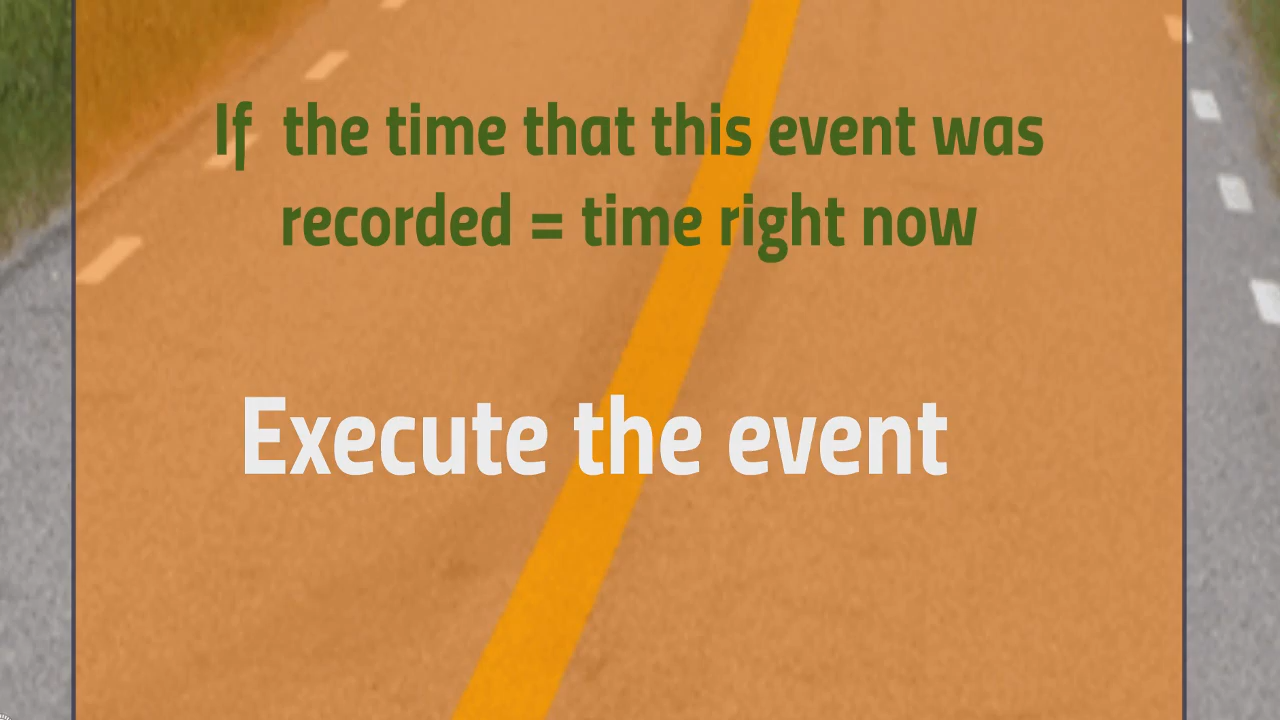 If the time that this event was
recorded = time right now
Execute the event